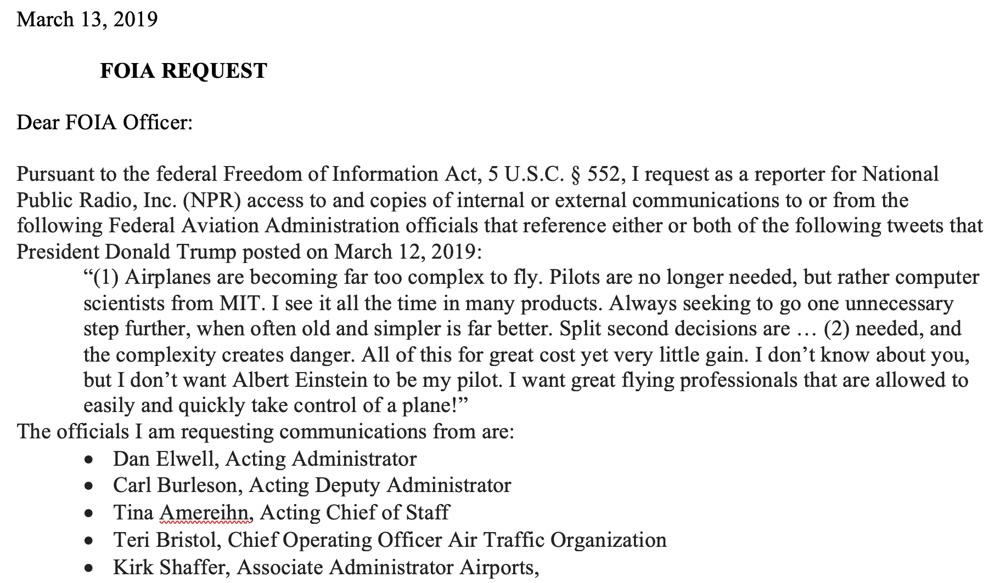 March 13, 2019
FOIA REQUEST
Dear FOIA Officer:
Pursuant to the federal Freedom of Information Act, 5 U.S.C. § 552, I request as a reporter for National
Public Radio, Inc. (NPR) access to and copies of internal or external communications to or from the
following Federal Aviation Administration officials that reference either or both of the following tweets that
President Donald Trump posted on March 12, 2019:
“(1) Airplanes are becoming far too complex to fly. Pilots are no longer needed, but rather computer
scientists from MIT. I see it all the time in many products. Always seeking to go one unnecessary
step further, when often old and simpler is far better. Split second decisions are … (2) needed, and
the complexity creates danger. All of this for great cost yet very little gain. I don’t know about you,
but I don’t want Albert Einstein to be my pilot. I want great flying professionals that are allowed to
easily and quickly take control of a plane!”
The officials I am requesting communications from are:
• Dan Elwell, Acting Administrator
• Carl Burleson, Acting Deputy Administrator
• Tina Amereihn, Acting Chief of Staff
• Teri Bristol, Chief Operating Officer Air Traffic Organization
• Kirk Shaffer, Associate Administrator Airports,